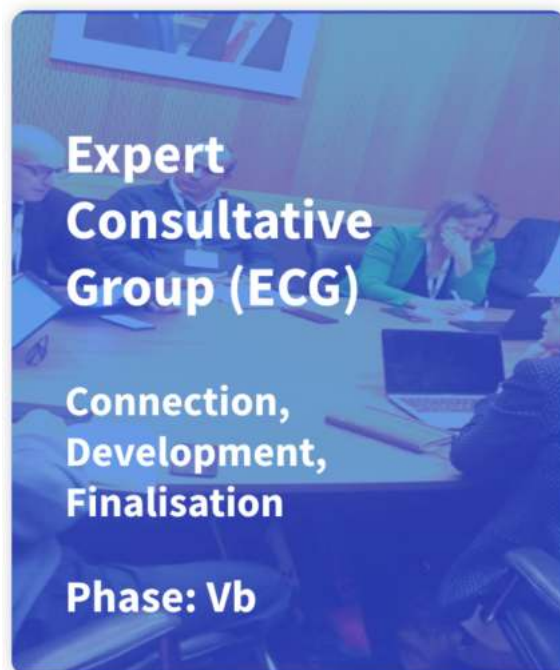 Expert
Consultative
Group (ECG)
Connection,
Development,
Finalisation
Phase: Vb